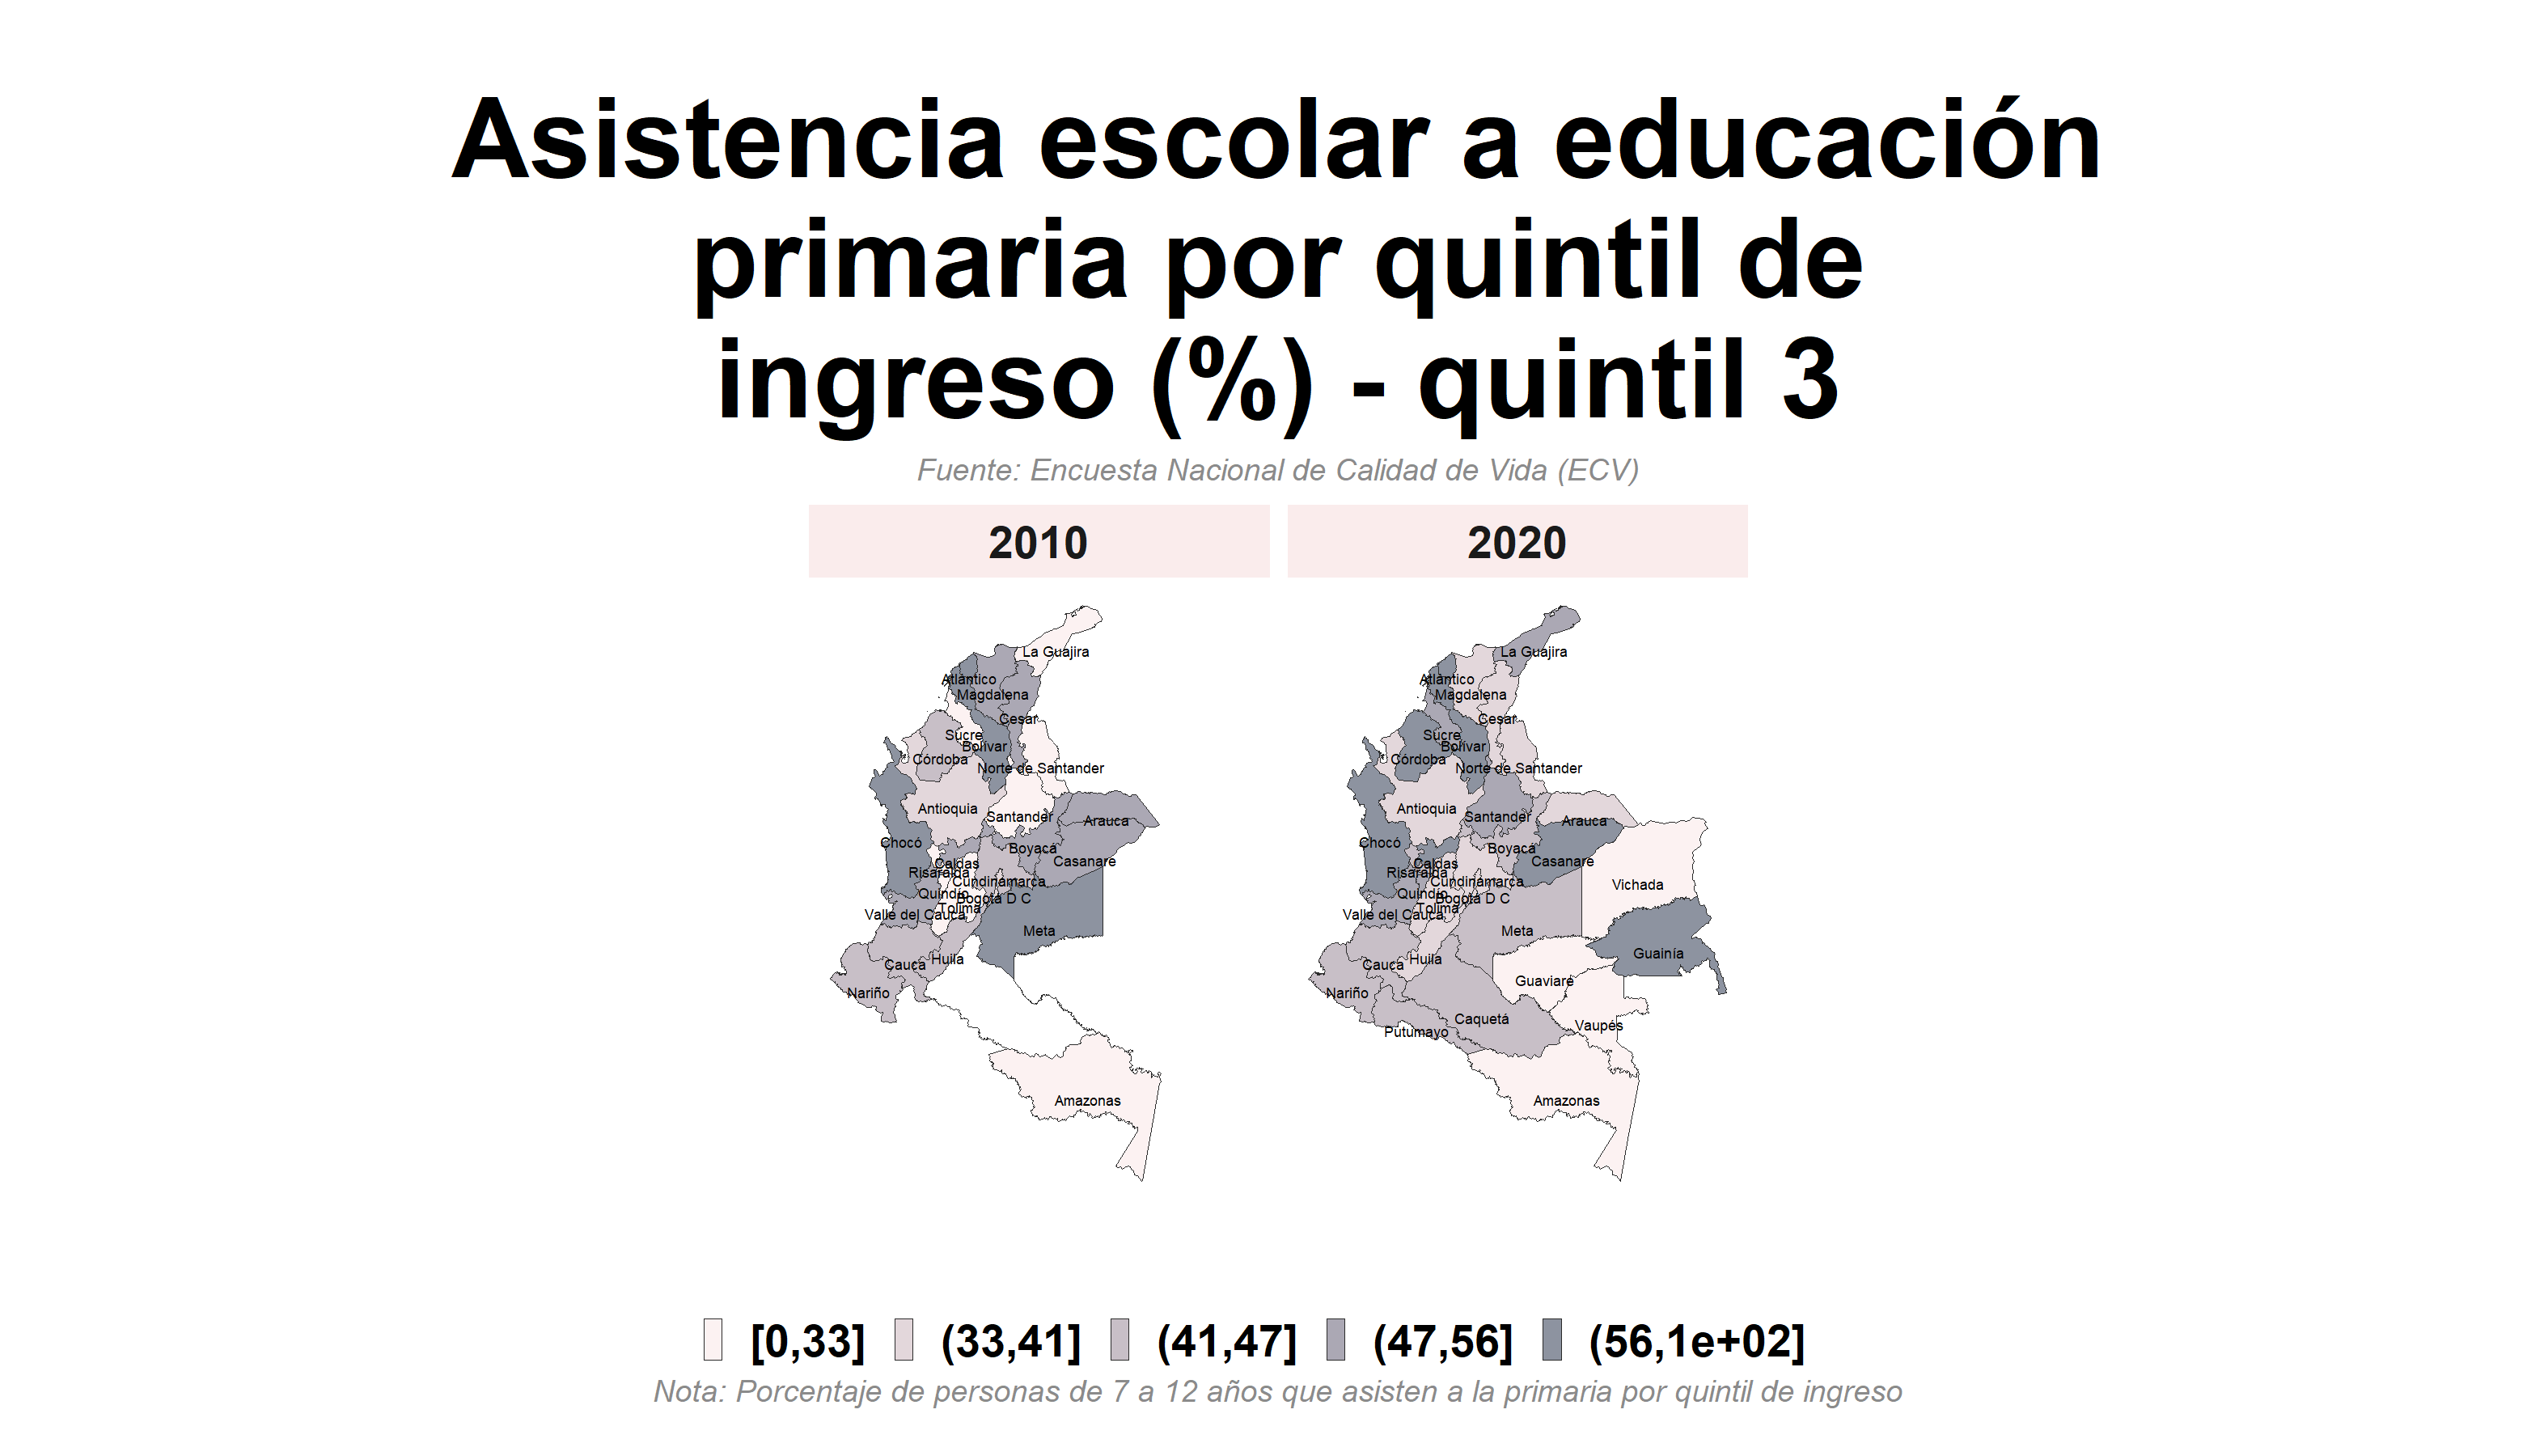 Asistencia escolar a educación
primaria por quintil de
ingreso (%) - quintil 3
Fuente: Encuesta Nacional de Calidad de Vida (ECV)
2010
2020
La Guajira
Atlántico
Magdalena
Cesar
Sucre
Bolívar
Córdoba
Norte de Santander
Antioquia
Santander
Arauca
Chocó
Boyacá
Caldas
Casanare
Risaralda
Cundinamarca
Quindío
Bogotá D C
Tolima
Valle del Cauca
Meta
Huila
Cauca
Nariño
Amazonas
La Guajira
Atlántico
Magdalena
Cesar
Sucre
Bolívar
Córdoba
Norte de Santander
Antioquia
Santander
Arauca
Chocó
Boyacá
Caldas
Casanare
Risaralda
Cundinamarca
Vichada
Quindío
Bogotá D C
Tolima
Valle del Cauca
Meta
Guainía
Huila
Cauca
Guaviare
Nariño
Caquetá
Vaupés
Putumayo
Amazonas
[0,33] (33,41] (41,47] (47,56] (56,1e+02]
Nota: Porcentaje de personas de 7 a 12 años que asisten a la primaria por quintil de ingreso